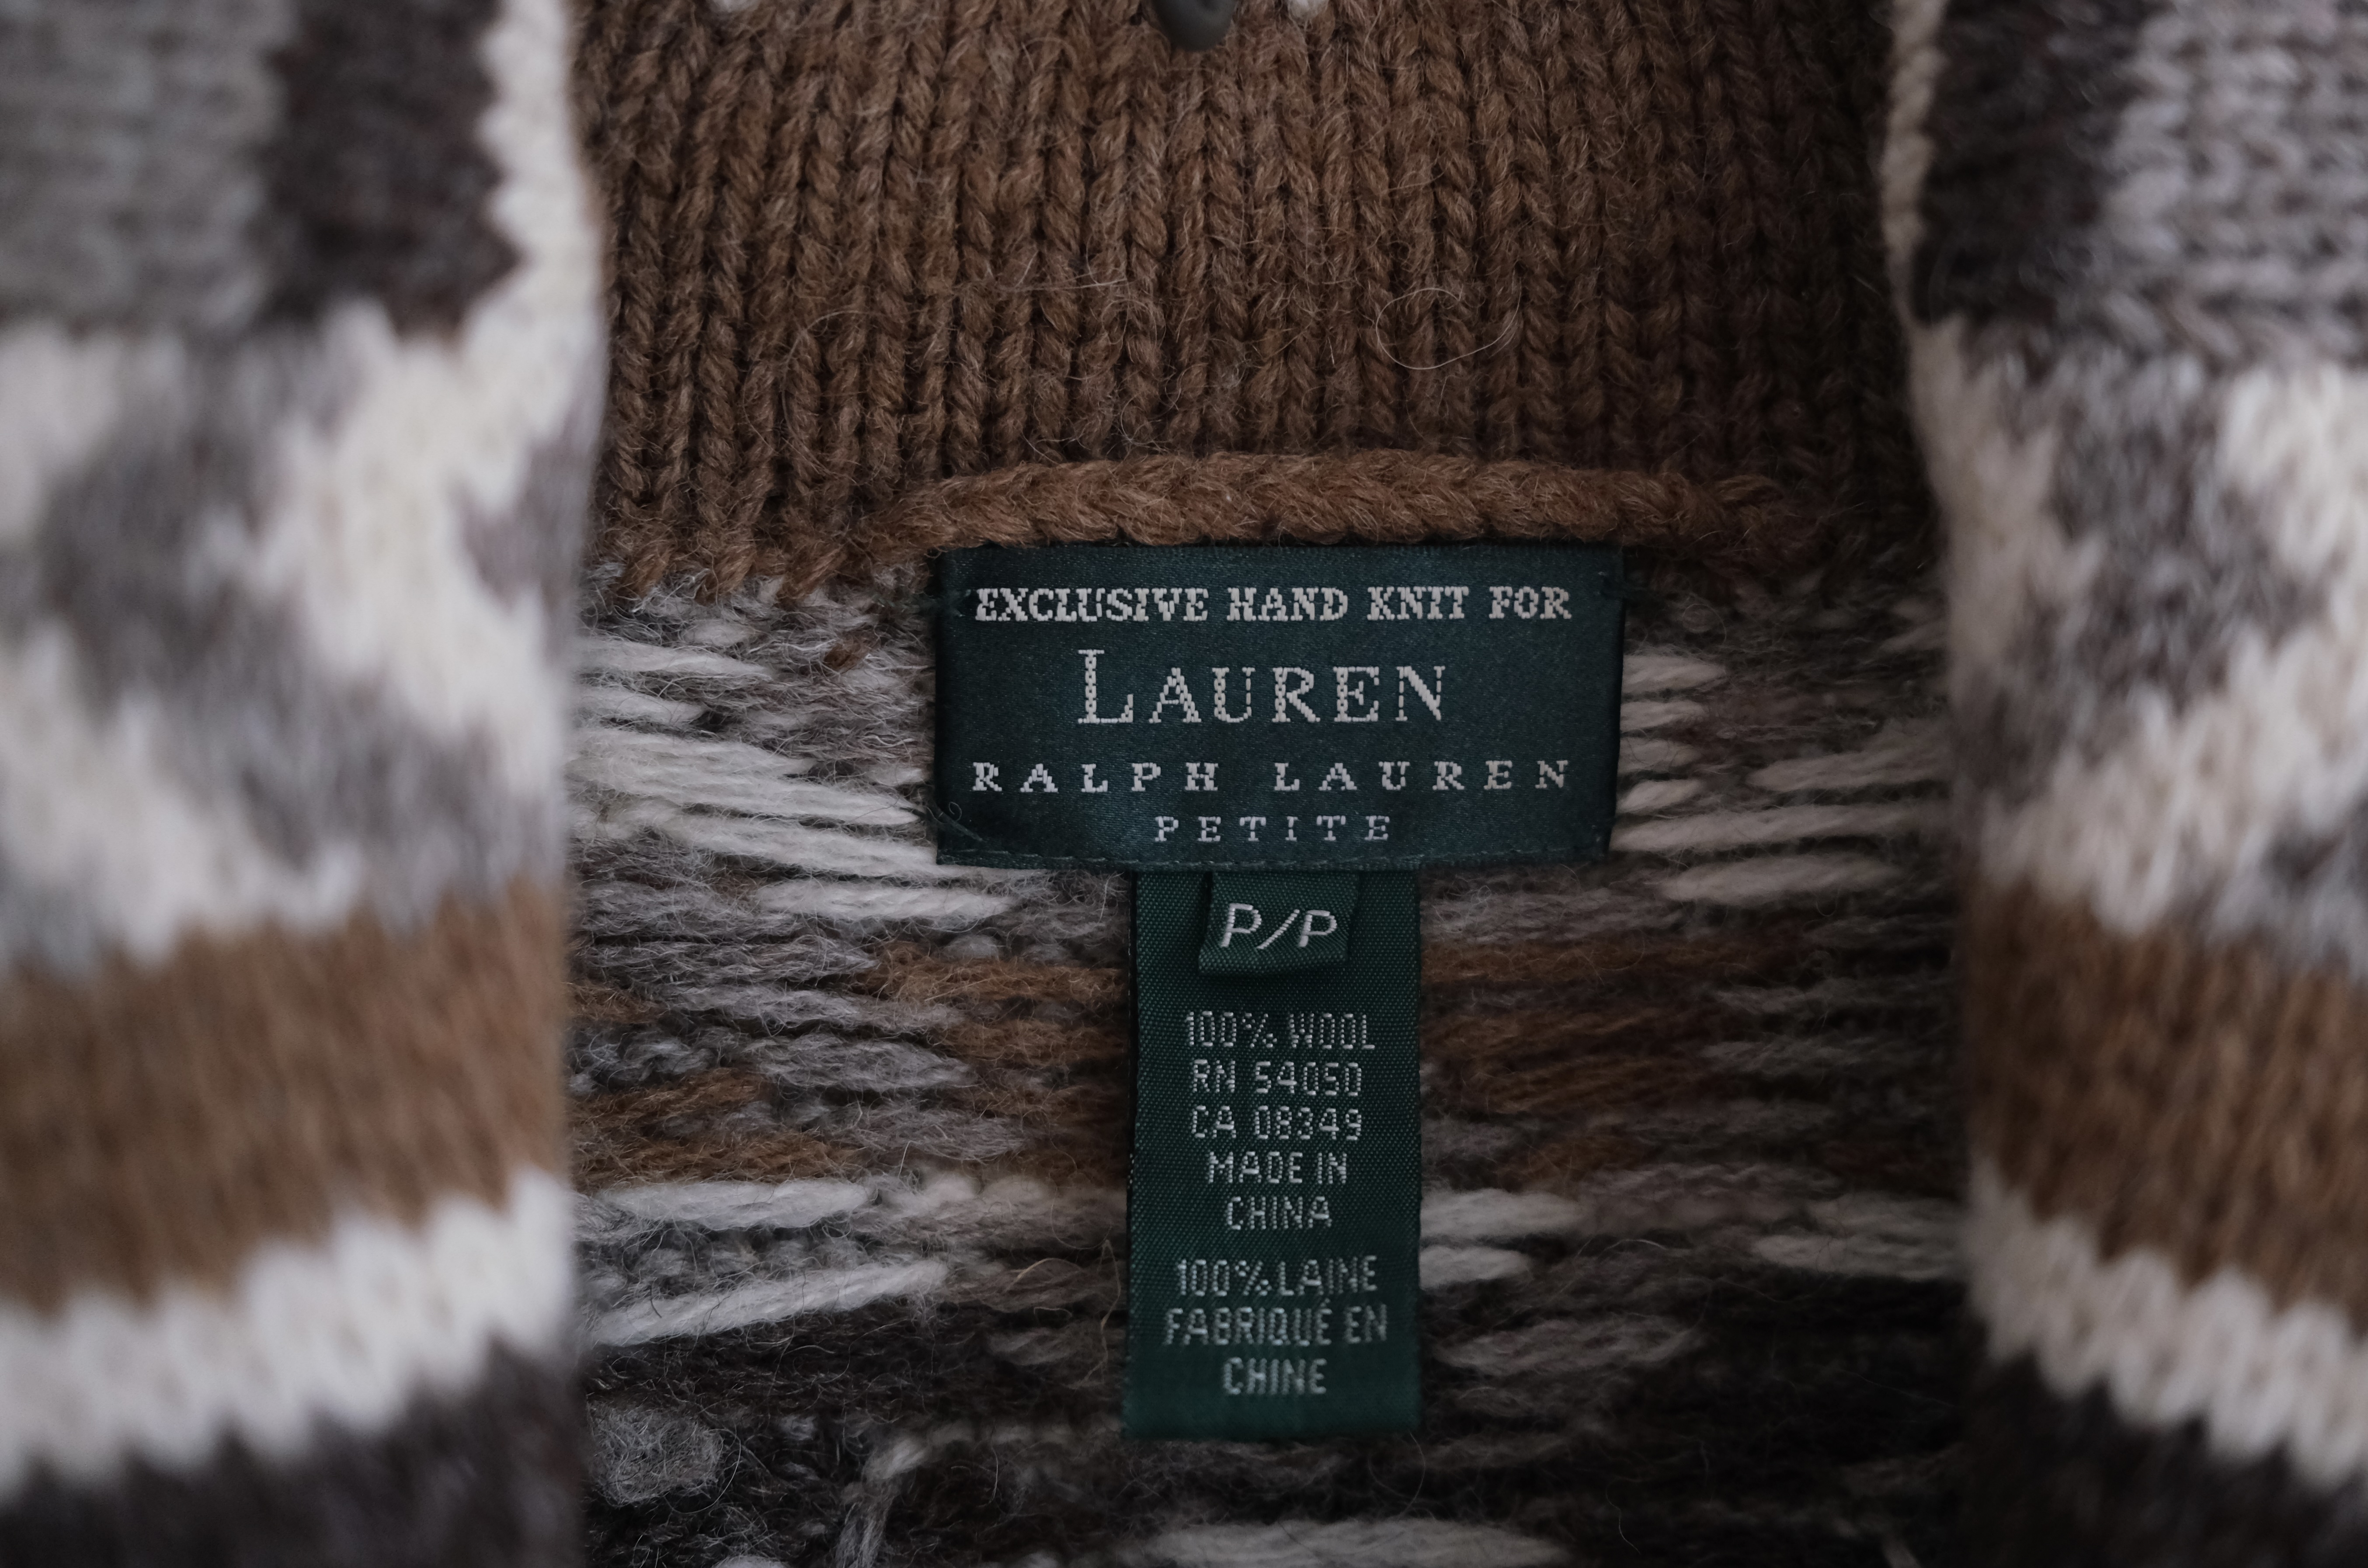 EXCLUSIVE HAND KNIT FOR
LAUREN
RALPH LAUREN
PETITE
P/P
100% WOOL
RN 54050
CA 08349
MADE IN
CHINA
100% LAINE
FABRIQUÉ EN
CHINE